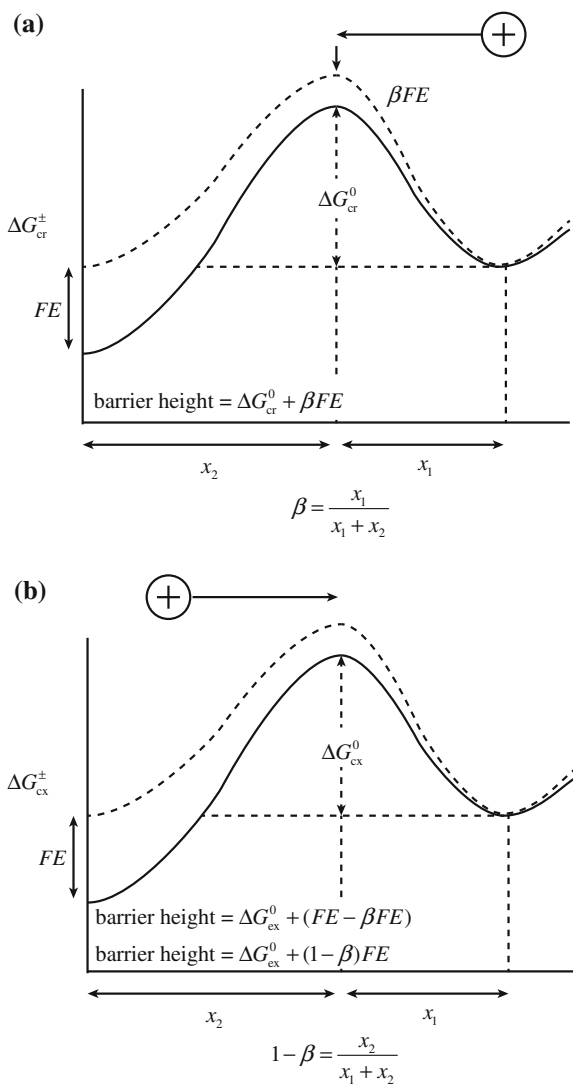 (a)
+
βFE
ΔG⁰cr
ΔG±cr
FE
barrier height = ΔG⁰cr + βFE
x₂
x₁
β = x₁ / (x₁ + x₂)
(b)
+
ΔG⁰cx
ΔG±cx
FE
barrier height = ΔG⁰ex + (FE − βFE)
barrier height = ΔG⁰ex + (1− β)FE
x₂
x₁
1− β = x₂ / (x₁ + x₂)